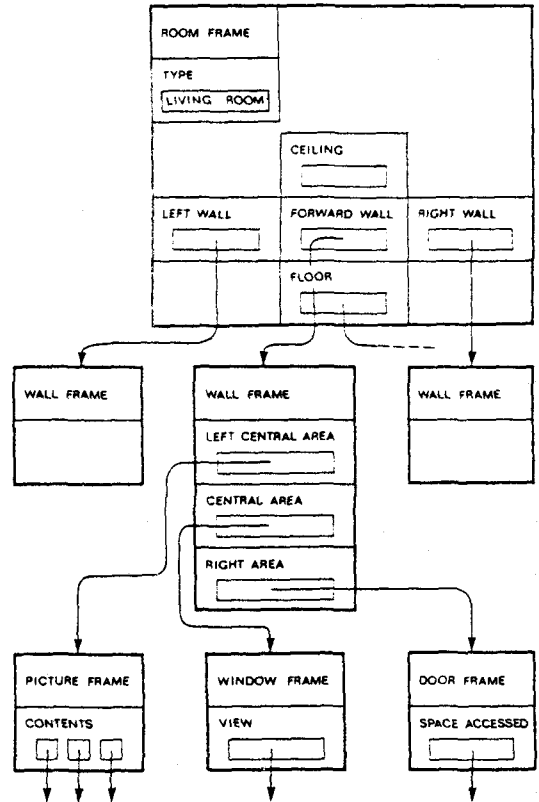 ROOM FRAME
TYPE
LIVING ROOM
CEILING
LEFT WALL
FORWARD WALL
RIGHT WALL
FLOOR
WALL FRAME
WALL FRAME
WALL FRAME
LEFT CENTRAL AREA
CENTRAL AREA
RIGHT AREA
PICTURE FRAME
WINDOW FRAME
DOOR FRAME
CONTENTS
VIEW
SPACE ACCESSED